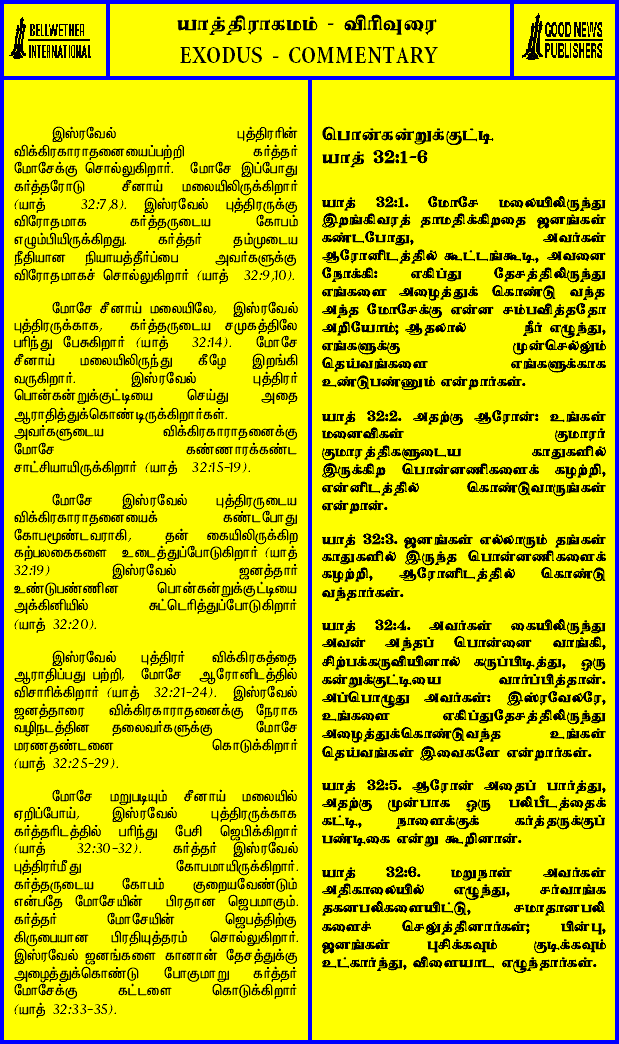 BELLWETHER
INTERNATIONAL
யாத்திராகமம் - விரிவுரை
EXODUS - COMMENTARY
GOOD NEWS
PUBLISHERS
இஸ்ரவேல் புத்திரரின்
விக்கிரகாராதனையைப்பற்றி கர்த்தர்
மோசேக்கு சொல்லுகிறார். மோசே இப்போது
கர்த்தரோடு சீனாய் மலையிலிருக்கிறார்
(யாத் 32:7,8). இஸ்ரவேல் புத்திரருக்கு
விரோதமாக கர்த்தருடைய கோபம்
எழும்பியிருக்கிறது. கர்த்தர் தம்முடைய
நீதியான நியாயத்தீர்ப்பை அவர்களுக்கு
விரோதமாகச் சொல்லுகிறார் (யாத் 32:9,10).
மோசே சீனாய் மலையிலே, இஸ்ரவேல்
புத்திரருக்காக, கர்த்தருடைய சமுகத்திலே
பரிந்து பேசுகிறார் (யாத் 32:14). மோசே
சீனாய் மலையிலிருந்து கீழே இறங்கி
வருகிறார். இஸ்ரவேல் புத்திரர்
பொன்கன்றுக்குட்டியை செய்து அதை
ஆராதித்துக்கொண்டிருக்கிறார்கள்.
அவர்களுடைய விக்கிரகாராதனைக்கு
மோசே கண்ணாரக்கண்ட
சாட்சியாயிருக்கிறார் (யாத் 32:15-19).
மோசே இஸ்ரவேல் புத்திரருடைய
விக்கிரகாராதனையைக் கண்டபோது
கோபமூண்டவராகி, தன் கையிலிருக்கிற
கற்பலகைகளை உடைத்துப்போடுகிறார் (யாத்
32:19) இஸ்ரவேல் ஜனத்தார்
உண்டுபண்ணின பொன்கன்றுக்குட்டியை
அக்கினியில் சுட்டெரித்துப்போடுகிறார்
(யாத் 32:20).
இஸ்ரவேல் புத்திரர் விக்கிரகத்தை
ஆராதிப்பது பற்றி, மோசே ஆரோனிடத்தில்
விசாரிக்கிறார் (யாத் 32:21-24). இஸ்ரவேல்
ஜனத்தாரை விக்கிரகாராதனைக்கு நேராக
வழிநடத்தின தலைவர்களுக்கு மோசே
மரணதண்டனை கொடுக்கிறார்
(யாத் 32:25-29).
மோசே மறுபடியும் சீனாய் மலையில்
ஏறிப்போய், இஸ்ரவேல் புத்திரருக்காக
கர்த்தரிடத்தில் பரிந்து பேசி ஜெபிக்கிறார்
(யாத் 32:30-32). கர்த்தர் இஸ்ரவேல்
புத்திரர்மீது கோபமாயிருக்கிறார்.
கர்த்தருடைய கோபம் குறையவேண்டும்
என்பதே மோசேயின் பிரதான ஜெபமாகும்.
கர்த்தர் மோசேயின் ஜெபத்திற்கு
கிருபையான பிரதியுத்தரம் சொல்லுகிறார்.
இஸ்ரவேல் ஜனங்களை கானான் தேசத்துக்கு
அழைத்துக்கொண்டு போகுமாறு கர்த்தர்
மோசேக்கு கட்டளை கொடுக்கிறார்
(யாத் 32:33-35).
பொன்கன்றுக்குட்டி
யாத் 32:1-6
யாத் 32:1. மோசே மலையிலிருந்து
இறங்கிவரத் தாமதிக்கிறதை ஜனங்கள்
கண்டபோது, அவர்கள்
ஆரோனிடத்தில் கூட்டங்கூடி, அவனை
நோக்கி: எகிப்து தேசத்திலிருந்து
எங்களை அழைத்துக் கொண்டு வந்த
அந்த மோசேக்கு என்ன சம்பவித்ததோ
அறியோம்; ஆதலால் நீர் எழுந்து,
எங்களுக்கு முன்செல்லும்
தெய்வங்களை எங்களுக்காக
உண்டுபண்ணும் என்றார்கள்.
யாத் 32:2. அதற்கு ஆரோன்: உங்கள்
மனைவிகள் குமாரர்
குமாரத்திகளுடைய காதுகளில்
இருக்கிற பொன்னணிகளைக் கழற்றி,
என்னிடத்தில் கொண்டுவாருங்கள்
என்றான்.
யாத் 32:3. ஜனங்கள் எல்லாரும் தங்கள்
காதுகளில் இருந்த பொன்னணிகளைக்
கழற்றி, ஆரோனிடத்தில் கொண்டு
வந்தார்கள்.
யாத் 32:4. அவர்கள் கையிலிருந்து
அவன் அந்தப் பொன்னை வாங்கி,
சிற்பக்கருவியினால் கருப்பிடித்து, ஒரு
கன்றுக்குட்டியை வார்ப்பித்தான்.
அப்பொழுது அவர்கள்: இஸ்ரவேலரே,
உங்களை எகிப்துதேசத்திலிருந்து
அழைத்துக்கொண்டுவந்த உங்கள்
தெய்வங்கள் இவைகளே என்றார்கள்.
யாத் 32:5. ஆரோன் அதைப் பார்த்து,
அதற்கு முன்பாக ஒரு பலிபீடத்தைக்
கட்டி, நாளைக்குக் கர்த்தருக்குப்
பண்டிகை என்று கூறினான்.
யாத் 32:6. மறுநாள் அவர்கள்
அதிகாலையில் எழுந்து, சர்வாங்க
தகனபலிகளையிட்டு, சமாதானபலி
களைச் செலுத்தினார்கள்; பின்பு,
ஜனங்கள் புசிக்கவும் குடிக்கவும்
உட்கார்ந்து, விளையாட எழுந்தார்கள்.